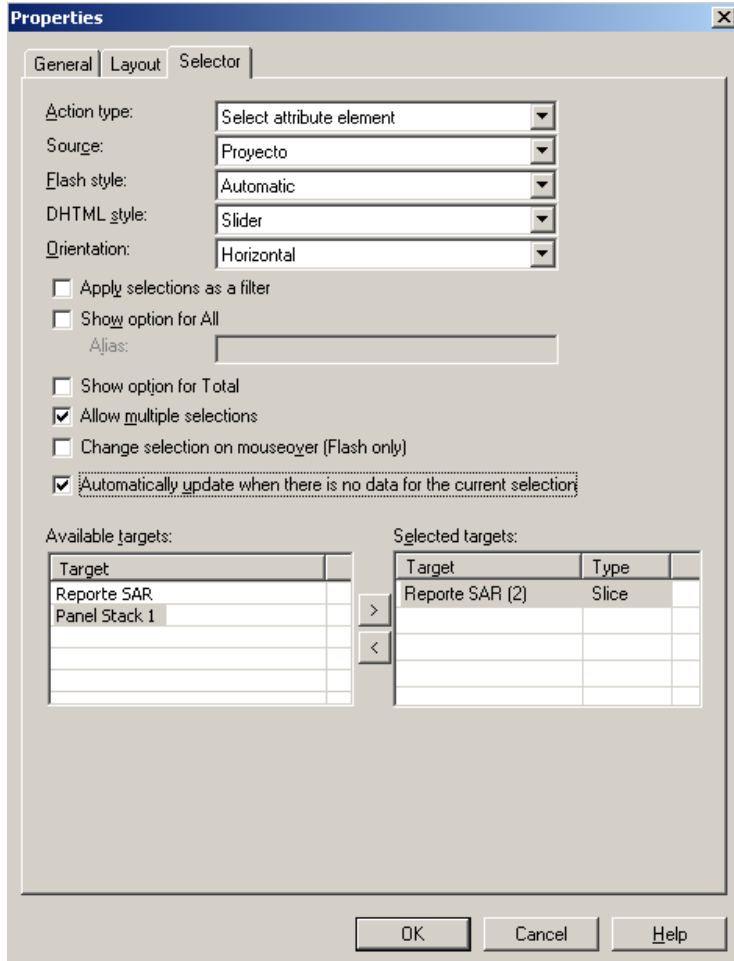 Properties
General Layout Selector
Action type: Select attribute element
Source: Proyecto
Flash style: Automatic
DHTML style: Slider
Orientation: Horizontal
Apply selections as a filter
Show option for All
Alias:
Show option for Total
Allow multiple selections
Change selection on mouseover (Flash only)
Automatically update when there is no data for the current selection
Available targets: Selected targets:
Target Target Type
Reporte SAR Reporte SAR (2) Slice
Panel Stack 1
>
<
OK Cancel Help